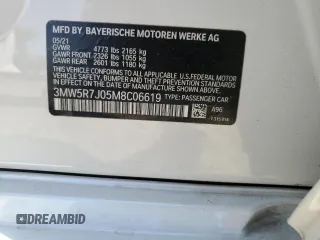 MFD. BY BAYERISCHE MOTOREN WERKE AG
05/21
GVWR 4773 lbs 2165 kg
GAWR FRONT 2326 lbs 1055 kg
GAWR REAR 2601 lbs 1180 kg
THIS VEHICLE CONFORMS TO ALL APPLICABLE U.S.FEDERAL MOTOR
VEHICLE SAFETY, BUMPER, AND THEFT PREVENTION STANDARDS
IN EFFECT ON THE DATE OF MANUFACTURE SHOWN ABOVE.
3MW5R7J05M8C06619 TYPE: PASSENGER CAR
A96
DREAMBID